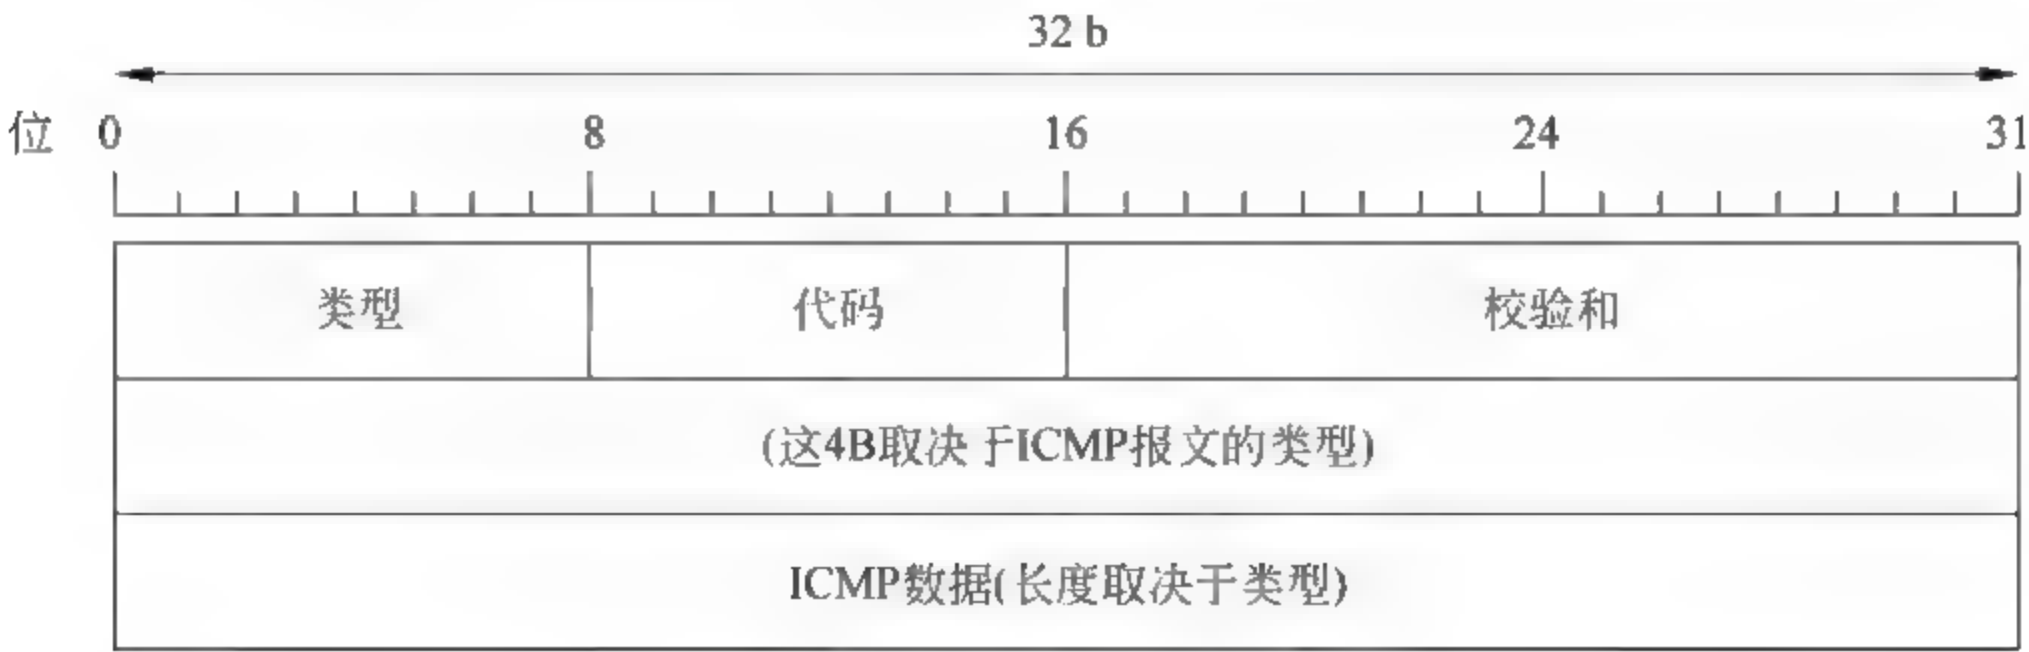 32 b
位 0 8 16 24 31
类型 代码 校验和
(这4B取决于ICMP报文的类型)
ICMP数据(长度取决于类型)